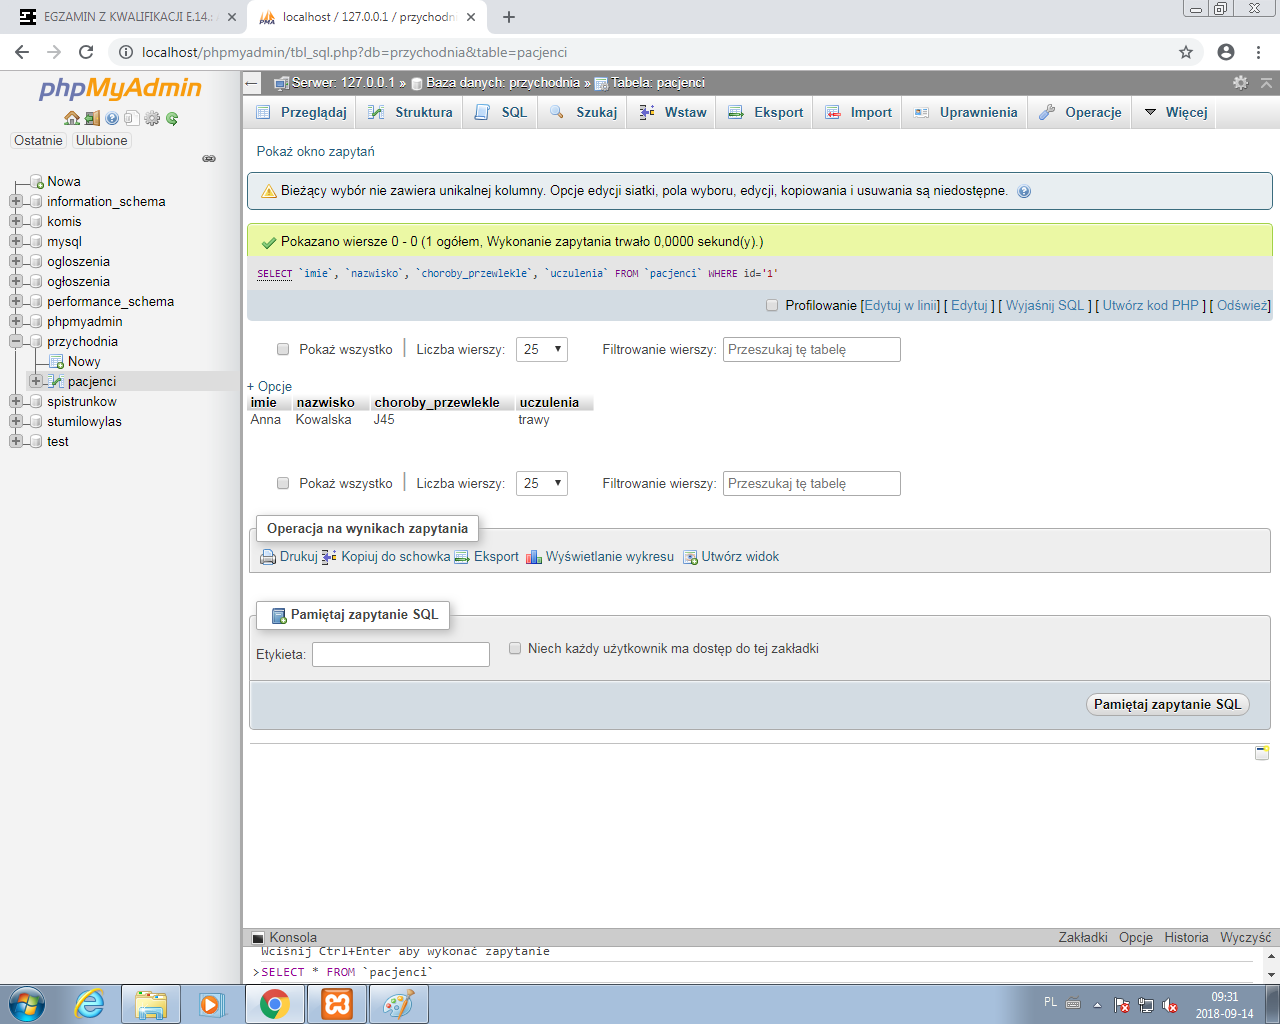 EGZAMIN Z KWALIFIKACJI E.14.
localhost / 127.0.0.1 / przychodni
localhost/phpmyadmin/tbl_sql.php?db=przychodnia&table=pacjenci
phpMyAdmin
Ostatnie Ulubione
Nowa
information_schema
komis
mysql
ogloszenia
ogłoszenia
performance_schema
phpmyadmin
przychodnia
Nowy
pacjenci
spistrunkow
stumilowylas
test
Serwer: 127.0.0.1 » Baza danych: przychodnia » Tabela: pacjenci
Przeglądaj Struktura SQL Szukaj Wstaw Eksport Import Uprawnienia Operacje Więcej
Pokaż okno zapytań
Bieżący wybór nie zawiera unikalnej kolumny. Opcje edycji siatki, pola wyboru, edycji, kopiowania i usuwania są niedostępne.
Pokazano wiersze 0 - 0 (1 ogółem, Wykonanie zapytania trwało 0,0000 sekund(y).)
SELECT `imie`, `nazwisko`, `choroby_przewlekle`, `uczulenia` FROM `pacjenci` WHERE id='1'
Profilowanie [Edytuj w linii] [ Edytuj ] [ Wyjaśnij SQL ] [ Utwórz kod PHP ] [ Odśwież]
Pokaż wszystko | Liczba wierszy: 25 Filtrowanie wierszy: Przeszukaj tę tabelę
+ Opcje
imie nazwisko choroby_przewlekle uczulenia
Anna Kowalska J45 trawy
Pokaż wszystko | Liczba wierszy: 25 Filtrowanie wierszy: Przeszukaj tę tabelę
Operacja na wynikach zapytania
Drukuj Kopiuj do schowka Eksport Wyświetlanie wykresu Utwórz widok
Pamiętaj zapytanie SQL
Etykieta: Niech każdy użytkownik ma dostęp do tej zakładki
Pamiętaj zapytanie SQL
Konsola Zakładki Opcje Historia Wyczyść
Wciśnij Ctrl+Enter aby wykonać zapytanie
>SELECT * FROM `pacjenci`
PL 09:31
2018-09-14